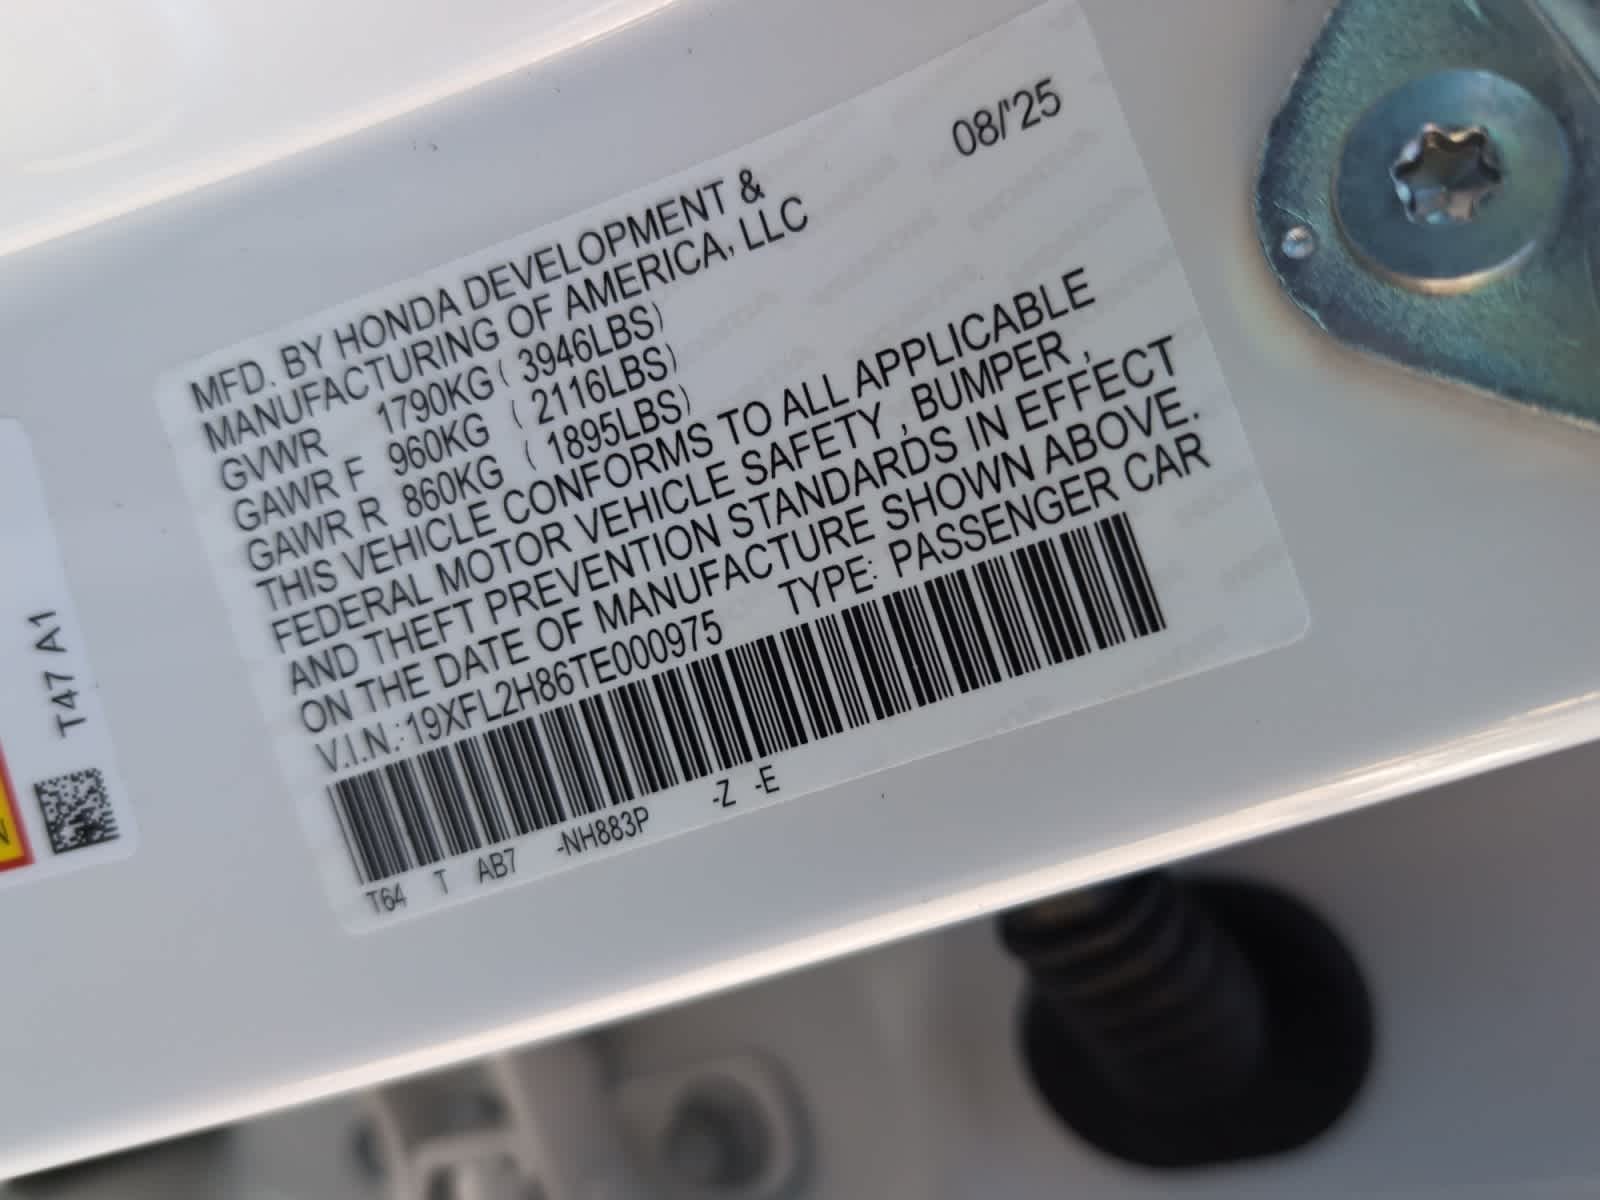 08/'25
MFD. BY HONDA DEVELOPMENT &
MANUFACTURING OF AMERICA, LLC
GVWR 1790KG ( 3946LBS)
GAWR F 960KG ( 2116LBS)
GAWR R 860KG ( 1895LBS)
THIS VEHICLE CONFORMS TO ALL APPLICABLE
FEDERAL MOTOR VEHICLE SAFETY , BUMPER ,
AND THEFT PREVENTION STANDARDS IN EFFECT
ON THE DATE OF MANUFACTURE SHOWN ABOVE.
V.I.N.: 19XFL2H86TE000975 TYPE: PASSENGER CAR
T64 T AB7 -NH883P -Z -E
T47 A1